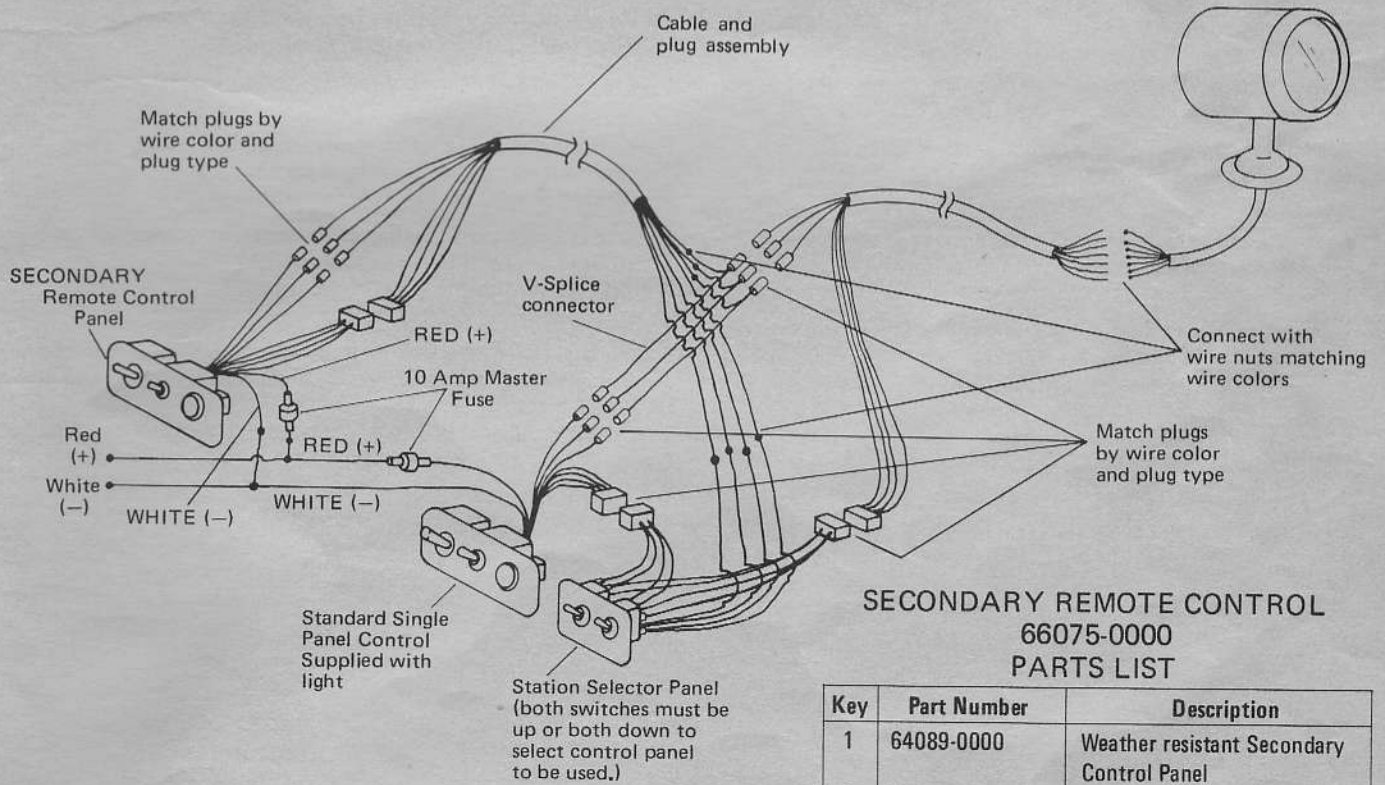 Cable and
plug assembly
Match plugs by
wire color and
plug type
SECONDARY
Remote Control
Panel
V-Splice
connector
RED (+)
10 Amp Master
Fuse
Connect with
wire nuts matching
wire colors
Red
(+)
RED (+)
White
(—)
WHITE (—)
WHITE (—)
Match plugs
by wire color
and plug type
Standard Single
Panel Control
Supplied with
light
Station Selector Panel
(both switches must be
up or both down to
select control panel
to be used.)
SECONDARY REMOTE CONTROL
66075-0000
PARTS LIST
Key Part Number Description
1 64089-0000 Weather resistant Secondary
Control Panel